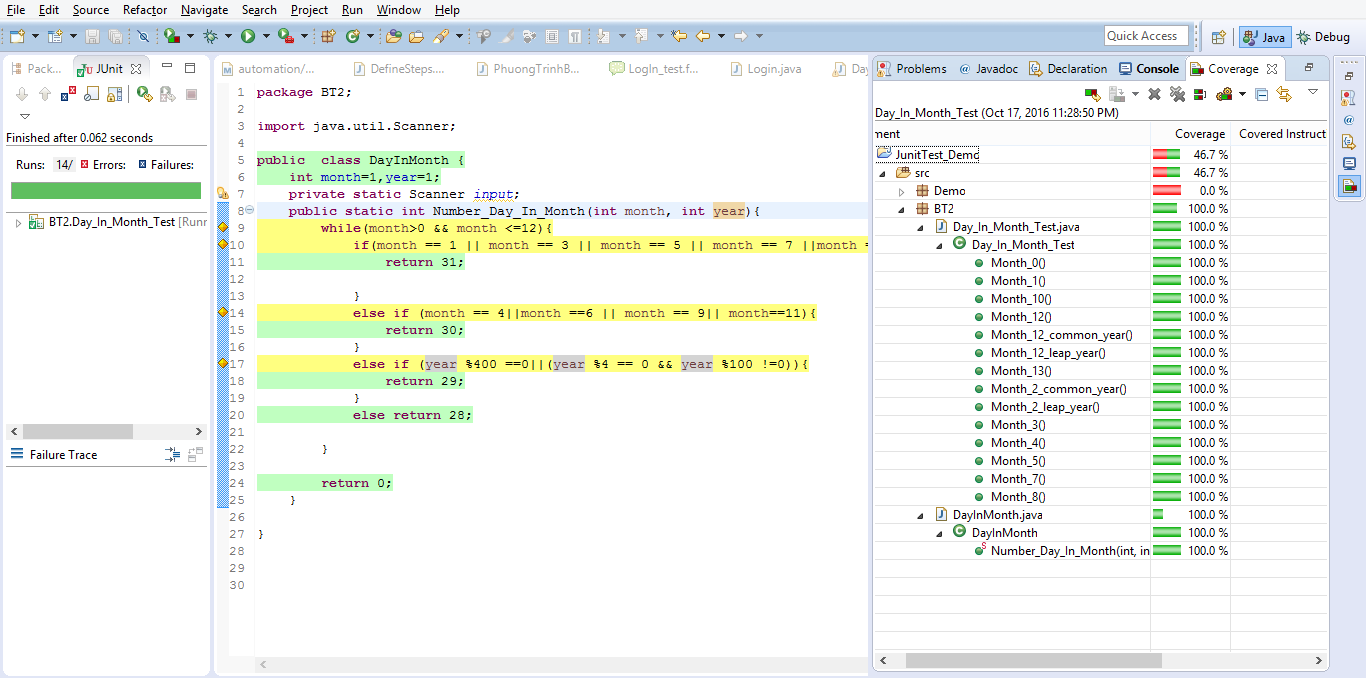 File Edit Source Refactor Navigate Search Project Run Window Help
Quick Access
Java
Debug
Pack...
JUnit
Finished after 0.062 seconds
Runs: 14/ Errors: Failures:
BT2.Day_In_Month_Test [Runr
Failure Trace
automation/...
DefineSteps....
PhuongTrinhB...
LogIn_test.f...
Login.java
Day
1 package BT2;
2
3 import java.util.Scanner;
4
5 public class DayInMonth {
6 int month=1,year=1;
7 private static Scanner input;
8 public static int Number_Day_In_Month(int month, int year){
9 while(month>0 && month <=12){
10 if(month == 1 || month == 3 || month == 5 || month == 7 ||month =
11 return 31;
12
13 }
14 else if (month == 4||month ==6 || month == 9|| month==11){
15 return 30;
16 }
17 else if (year %400 ==0||(year %4 == 0 && year %100 !=0)){
18 return 29;
19 }
20 else return 28;
21
22 }
23
24 return 0;
25 }
26
27 }
28
29
30
Problems
@ Javadoc
Declaration
Console
Coverage
Day_In_Month_Test (Oct 17, 2016 11:28:50 PM)
ment Coverage Covered Instruct
JunitTest_Demo 46.7 %
src 46.7 %
Demo 0.0 %
BT2 100.0 %
Day_In_Month_Test.java 100.0 %
Day_In_Month_Test 100.0 %
Month_0() 100.0 %
Month_1() 100.0 %
Month_10() 100.0 %
Month_12() 100.0 %
Month_12_common_year() 100.0 %
Month_12_leap_year() 100.0 %
Month_13() 100.0 %
Month_2_common_year() 100.0 %
Month_2_leap_year() 100.0 %
Month_3() 100.0 %
Month_4() 100.0 %
Month_5() 100.0 %
Month_7() 100.0 %
Month_8() 100.0 %
DayInMonth.java 100.0 %
DayInMonth 100.0 %
Number_Day_In_Month(int, in 100.0 %